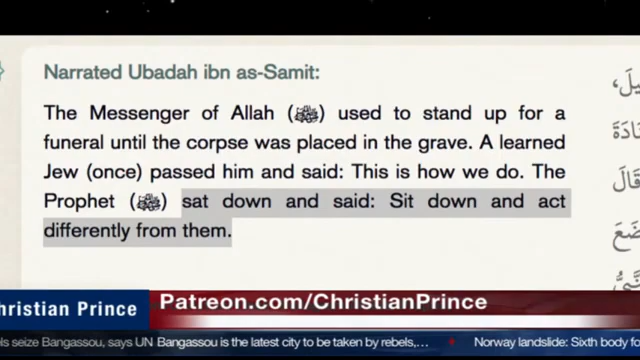 Narrated Ubadah ibn as-Samit:
The Messenger of Allah (ﷺ) used to stand up for a
funeral until the corpse was placed in the grave. A learned
Jew (once) passed him and said: This is how we do. The
Prophet (ﷺ) sat down and said: Sit down and act
differently from them.
hristian Prince
Patreon.com/ChristianPrince
els seize Bangassou, says UN Bangassou is the latest city to be taken by rebels,... Norway landslide: Sixth body fo